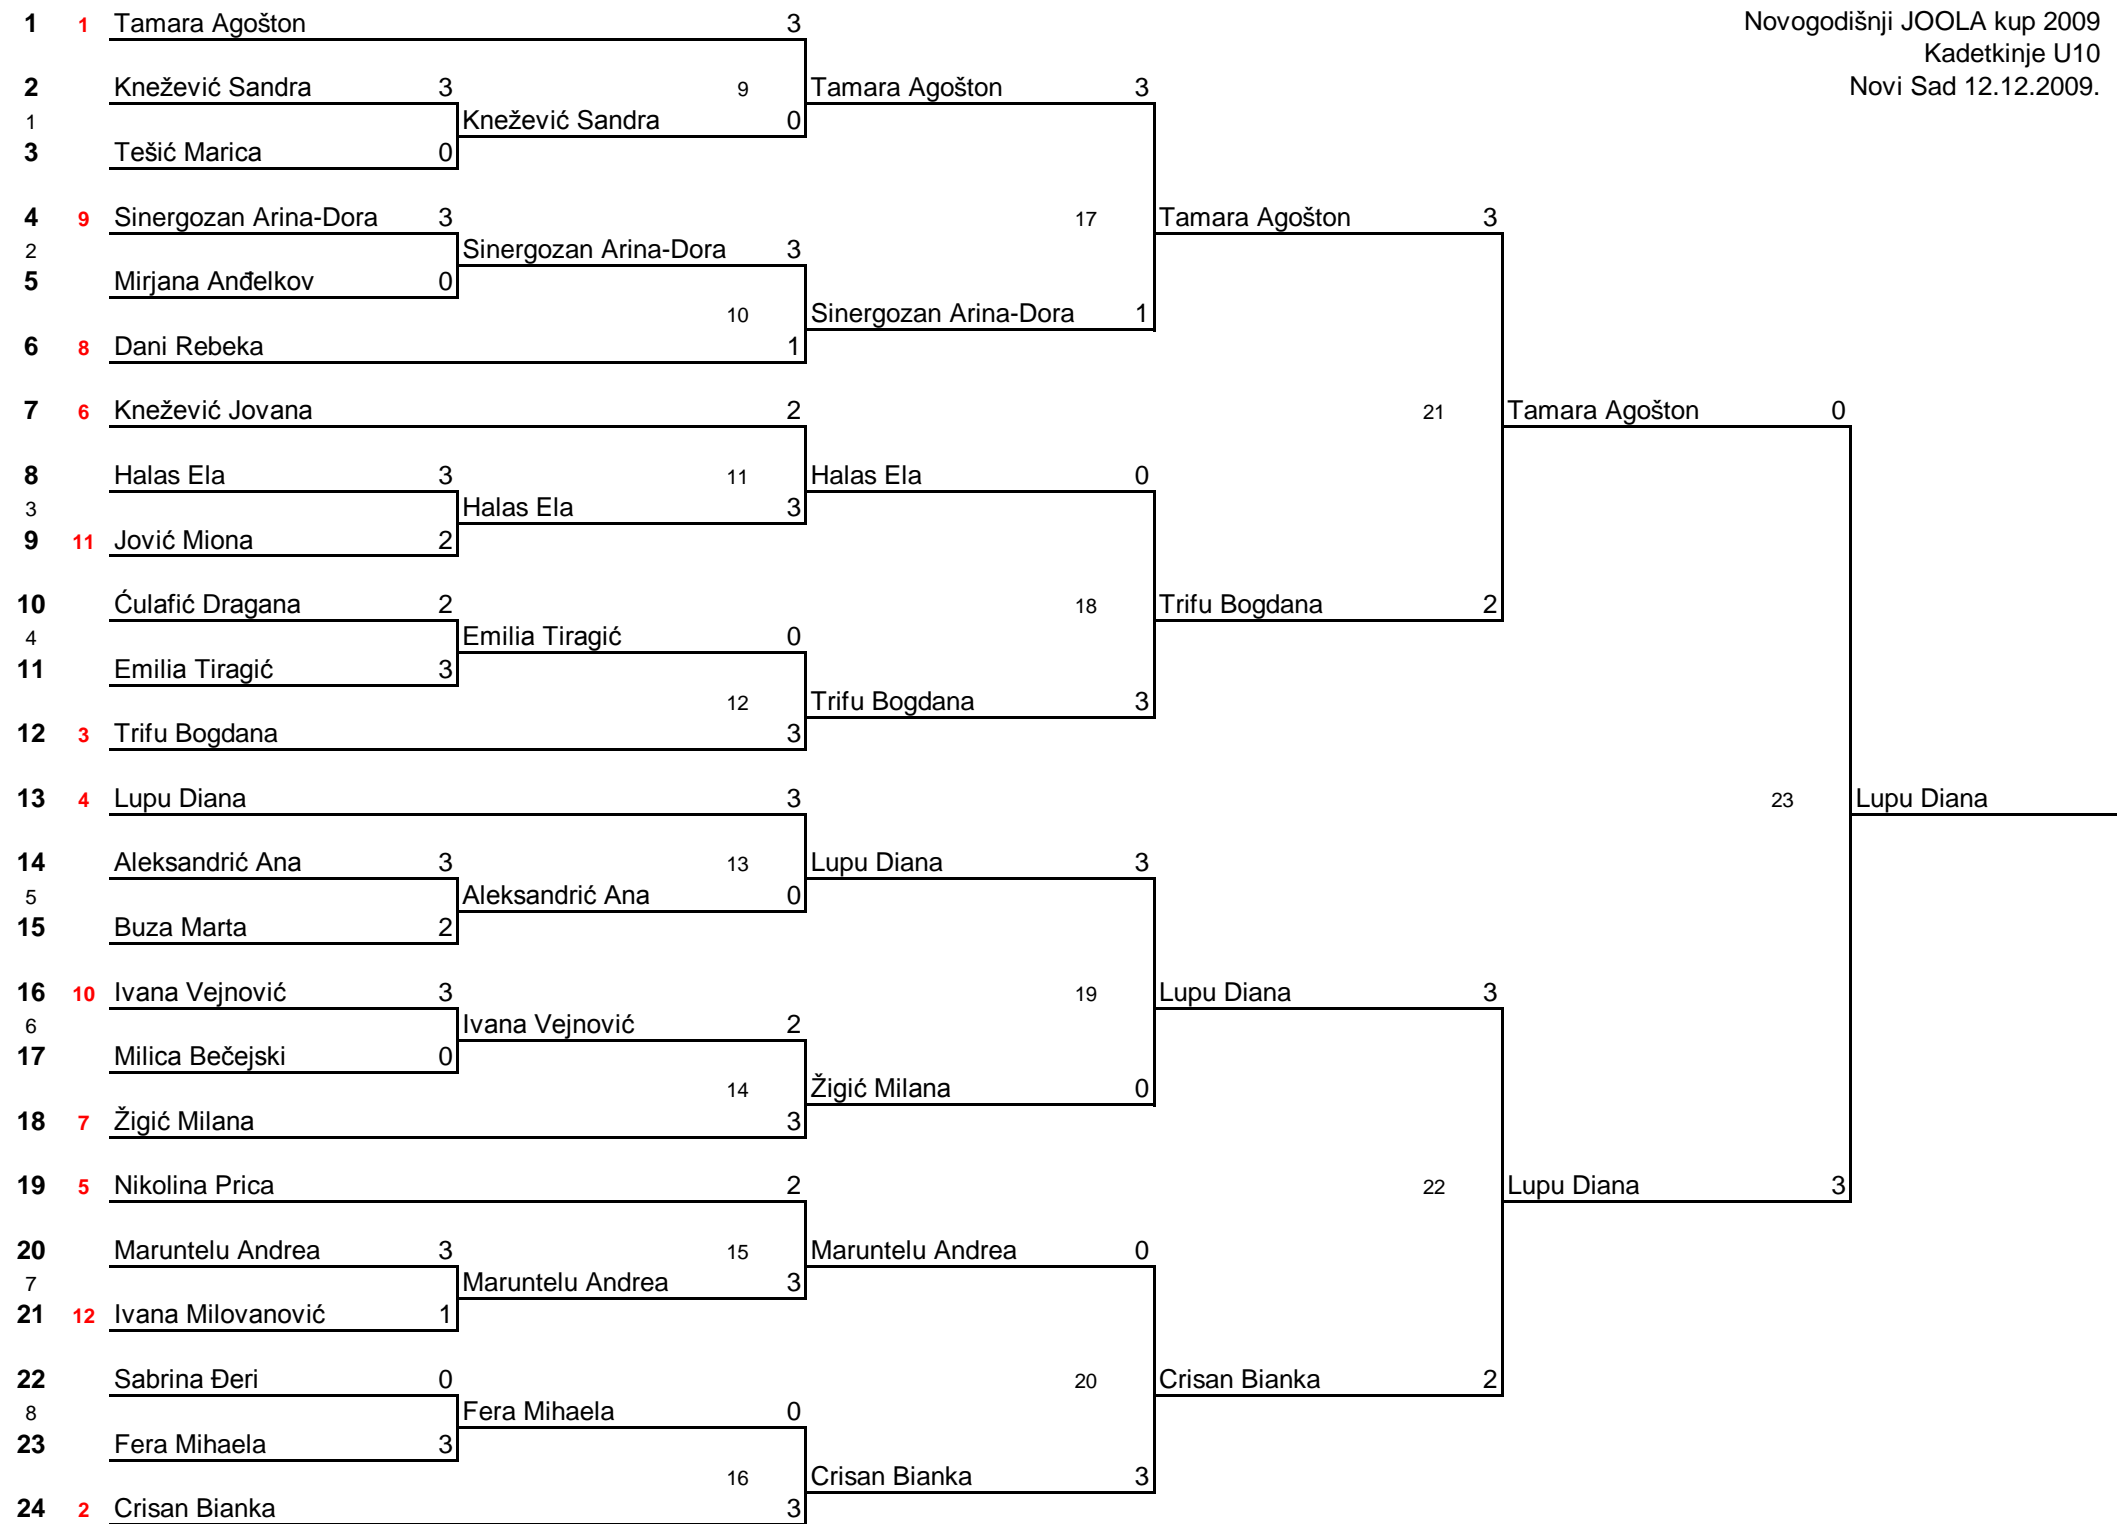 1 1 Tamara Agošton 3 Novogodišnji JOOLA kup 2009
Kadetkinje U10
2 Knežević Sandra 3 9 Tamara Agošton 3 Novi Sad 12.12.2009.
1 Knežević Sandra 0
3 Tešić Marica 0
4 9 Sinergozan Arina-Dora 3 17 Tamara Agošton 3
2 Sinergozan Arina-Dora 3
5 Mirjana Anđelkov 0
10 Sinergozan Arina-Dora 1
6 8 Dani Rebeka 1
7 6 Knežević Jovana 2 21 Tamara Agošton 0
8 Halas Ela 3 11 Halas Ela 0
3 Halas Ela 3
9 11 Jović Miona 2
10 Ćulafić Dragana 2 18 Trifu Bogdana 2
4 Emilia Tiragić 0
11 Emilia Tiragić 3
12 Trifu Bogdana 3
12 3 Trifu Bogdana 3
13 4 Lupu Diana 3 23 Lupu Diana
14 Aleksandrić Ana 3 13 Lupu Diana 3
5 Aleksandrić Ana 0
15 Buza Marta 2
16 10 Ivana Vejnović 3 19 Lupu Diana 3
6 Ivana Vejnović 2
17 Milica Bečejski 0
14 Žigić Milana 0
18 7 Žigić Milana 3
19 5 Nikolina Prica 2 22 Lupu Diana 3
20 Maruntelu Andrea 3 15 Maruntelu Andrea 0
7 Maruntelu Andrea 3
21 12 Ivana Milovanović 1
22 Sabrina Đeri 0 20 Crisan Bianka 2
8 Fera Mihaela 0
23 Fera Mihaela 3
16 Crisan Bianka 3
24 2 Crisan Bianka 3